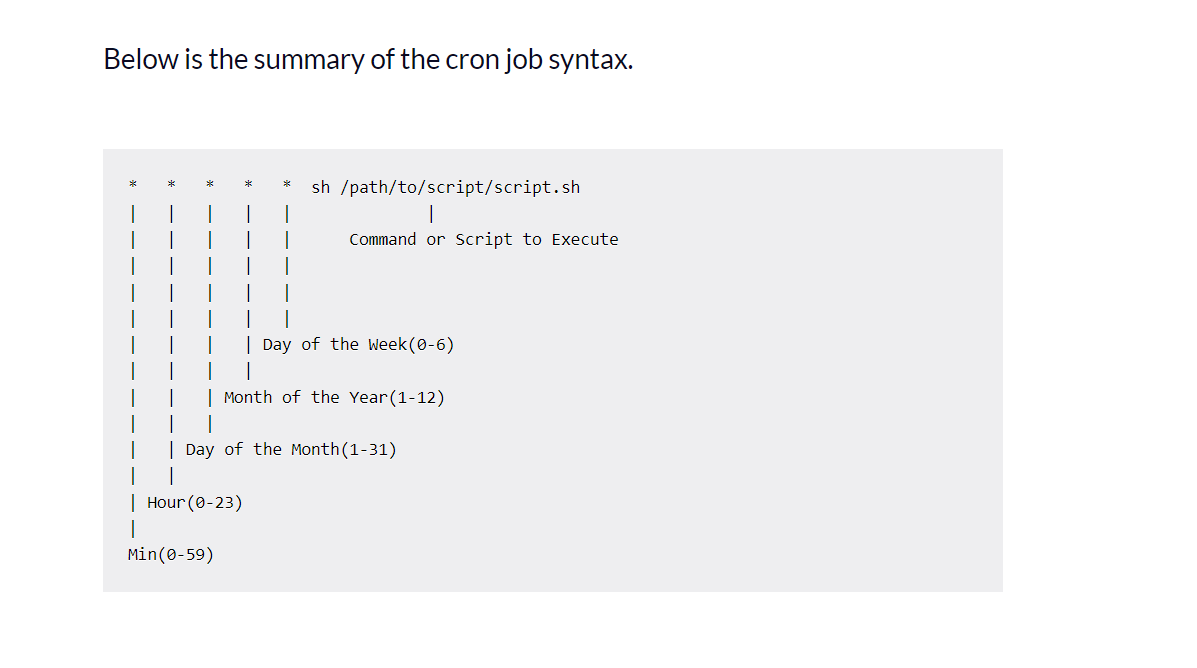 Below is the summary of the cron job syntax.
* * * * * sh /path/to/script/script.sh
| | | | | |
| | | | | Command or Script to Execute
| | | | |
| | | | |
| | | | |
| | | | Day of the Week(0-6)
| | | |
| | | Month of the Year(1-12)
| | |
| | Day of the Month(1-31)
| |
| Hour(0-23)
|
Min(0-59)